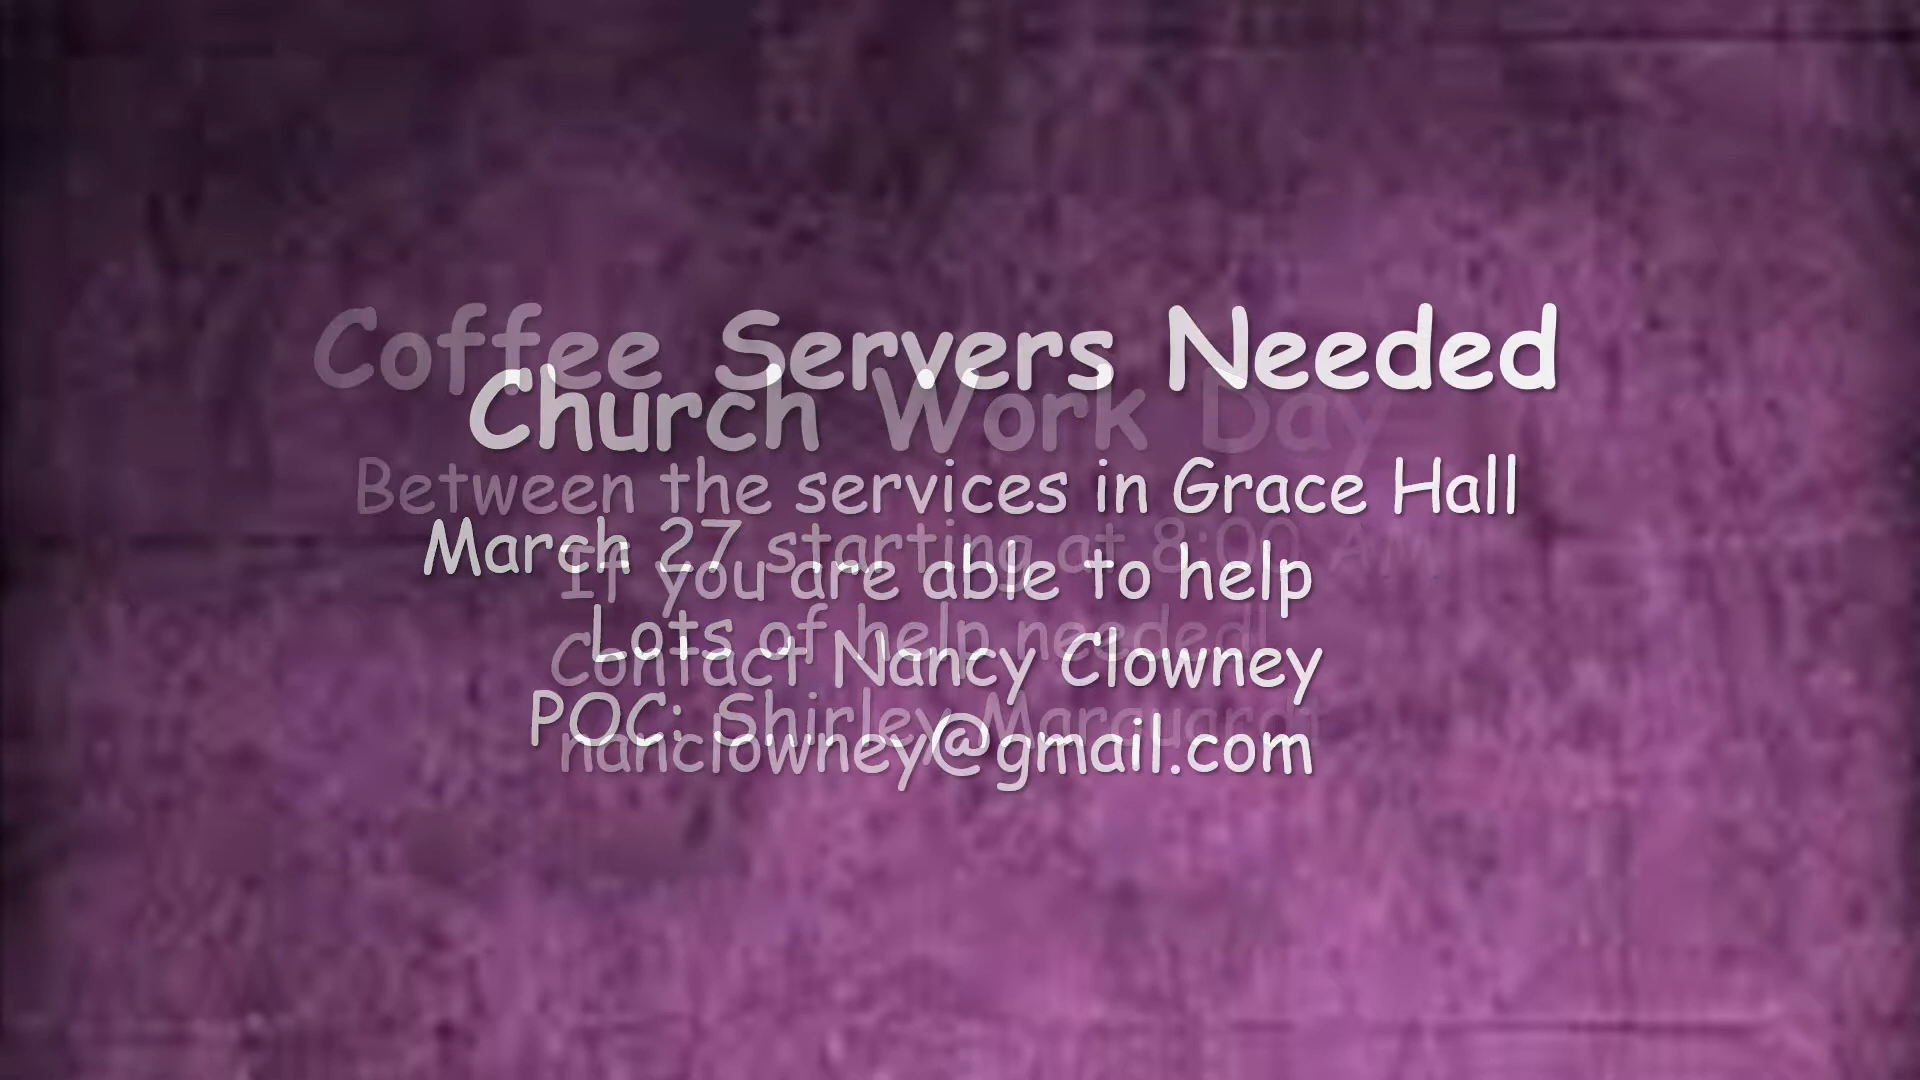 Coffee Servers Needed
Church Work Day
Between the services in Grace Hall
March 27 starting at 8:00 AM
If you are able to help
Lots of help needed!
Contact Nancy Clowney
POC: Shirley Marquardt
nanclowney@gmail.com